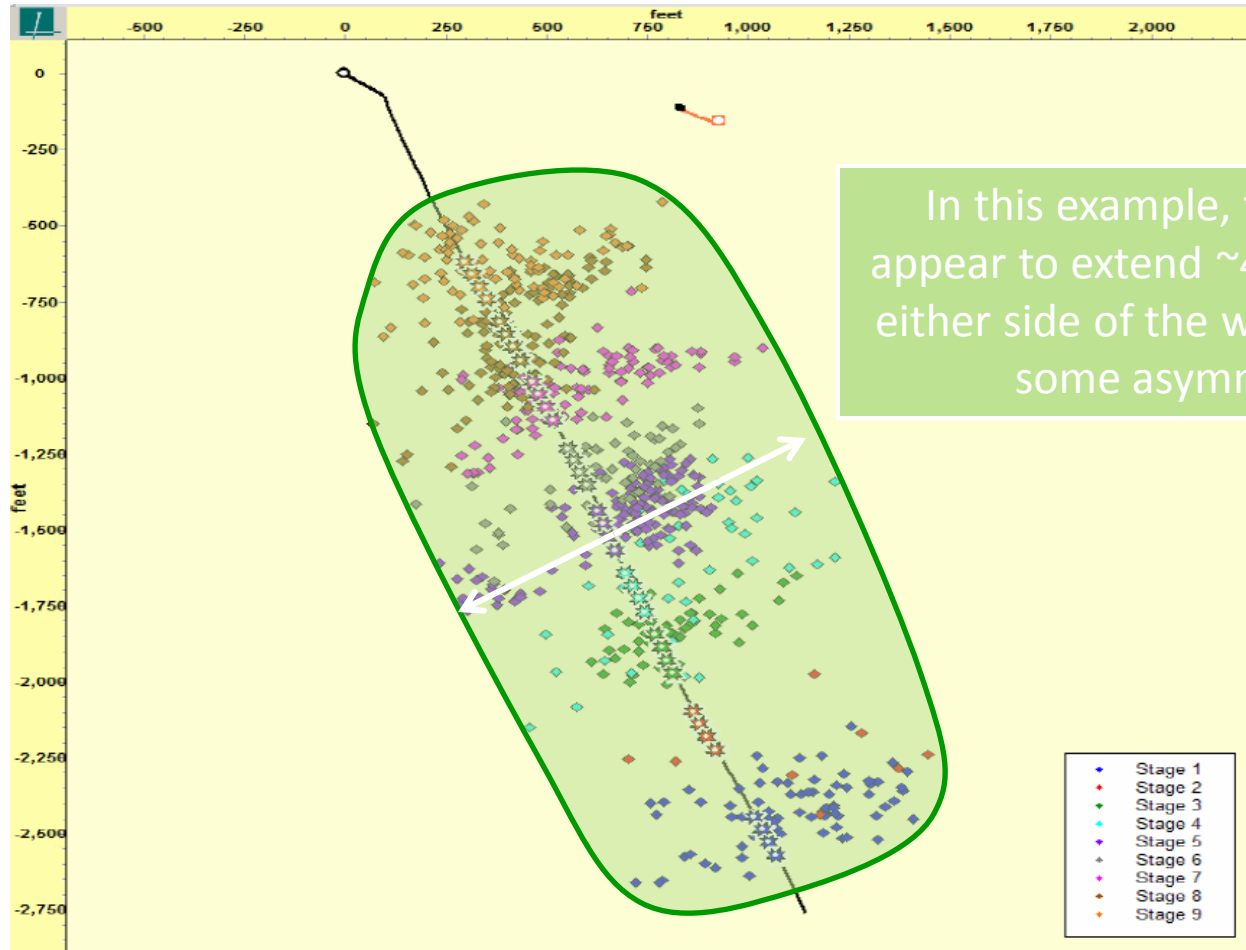 feet
-500 -250 0 250 500 750 1,000 1,250 1,500 1,750 2,000
0
-250
-500
-750
-1,000
-1,250
-1,500
-1,750
-2,000
-2,250
-2,500
-2,750
feet
In this example,
appear to extend ~4
either side of the w
some asymm
Stage 1
Stage 2
Stage 3
Stage 4
Stage 5
Stage 6
Stage 7
Stage 8
Stage 9